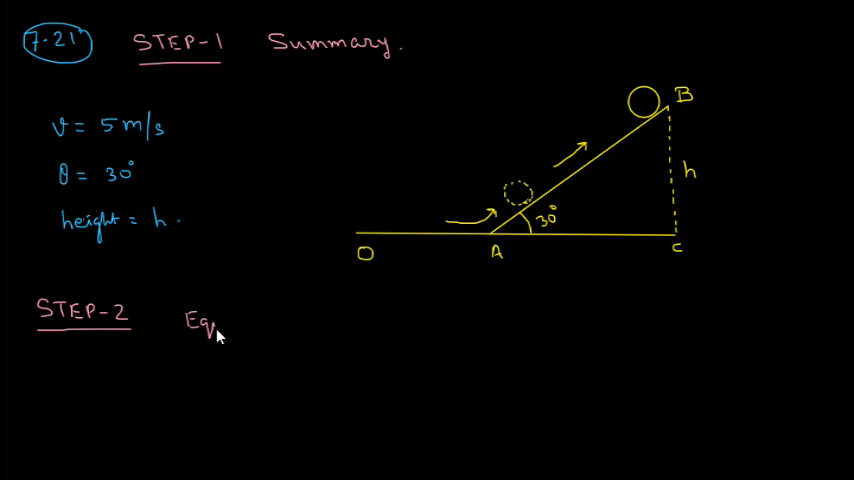 7.21 STEP-1 Summary.
v = 5 m/s
θ = 30°
height = h.
B
h
30°
O A C
STEP-2 Eq